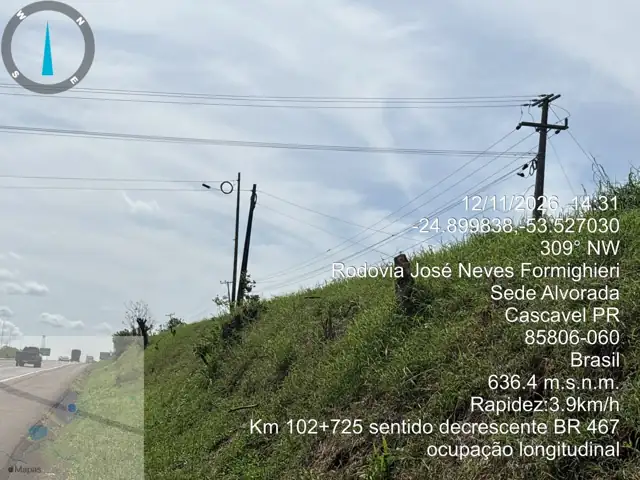 N
W
E
S
12/11/2026 14:31
-24.899838,-53.527030
309° NW
Rodovia José Neves Formighieri
Sede Alvorada
Cascavel PR
85806-060
Brasil
636.4 m.s.n.m.
Rapidez:3.9km/h
Km 102+725 sentido decrescente BR 467
ocupação longitudinal
Mapas